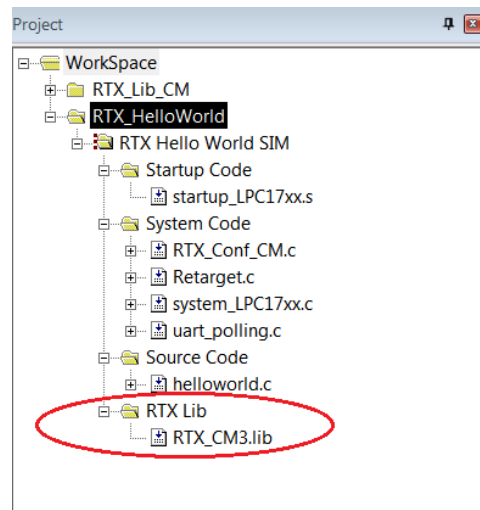 Project
WorkSpace
RTX_Lib_CM
RTX_HelloWorld
RTX Hello World SIM
Startup Code
startup_LPC17xx.s
System Code
RTX_Conf_CM.c
Retarget.c
system_LPC17xx.c
uart_polling.c
Source Code
helloworld.c
RTX Lib
RTX_CM3.lib